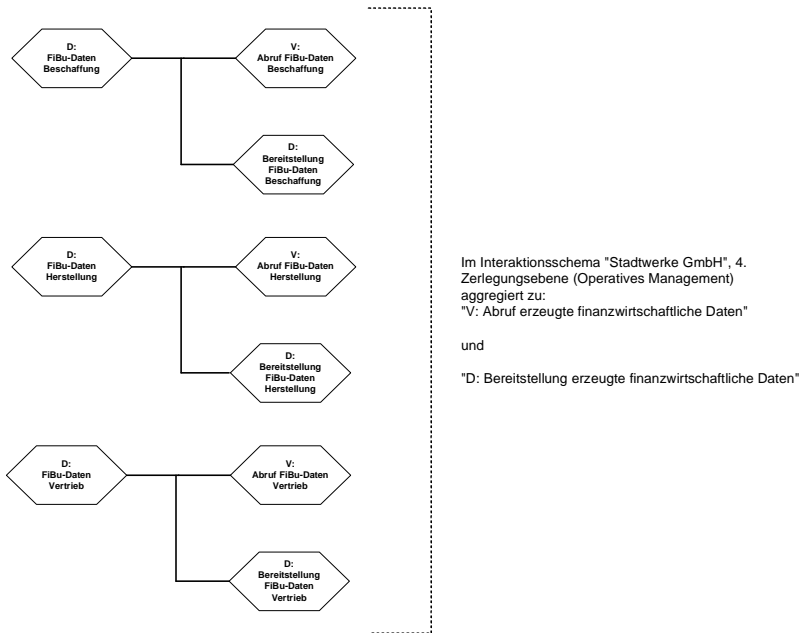 D:
FiBu-Daten
Beschaffung
V:
Abruf FiBu-Daten
Beschaffung
D:
Bereitstellung
FiBu-Daten
Beschaffung
D:
FiBu-Daten
Herstellung
V:
Abruf FiBu-Daten
Herstellung
D:
Bereitstellung
FiBu-Daten
Herstellung
D:
FiBu-Daten
Vertrieb
V:
Abruf FiBu-Daten
Vertrieb
D:
Bereitstellung
FiBu-Daten
Vertrieb
Im Interaktionsschema "Stadtwerke GmbH", 4.
Zerlegungsebene (Operatives Management)
aggregiert zu:
"V: Abruf erzeugte finanzwirtschaftliche Daten"
und
"D: Bereitstellung erzeugte finanzwirtschaftliche Daten"